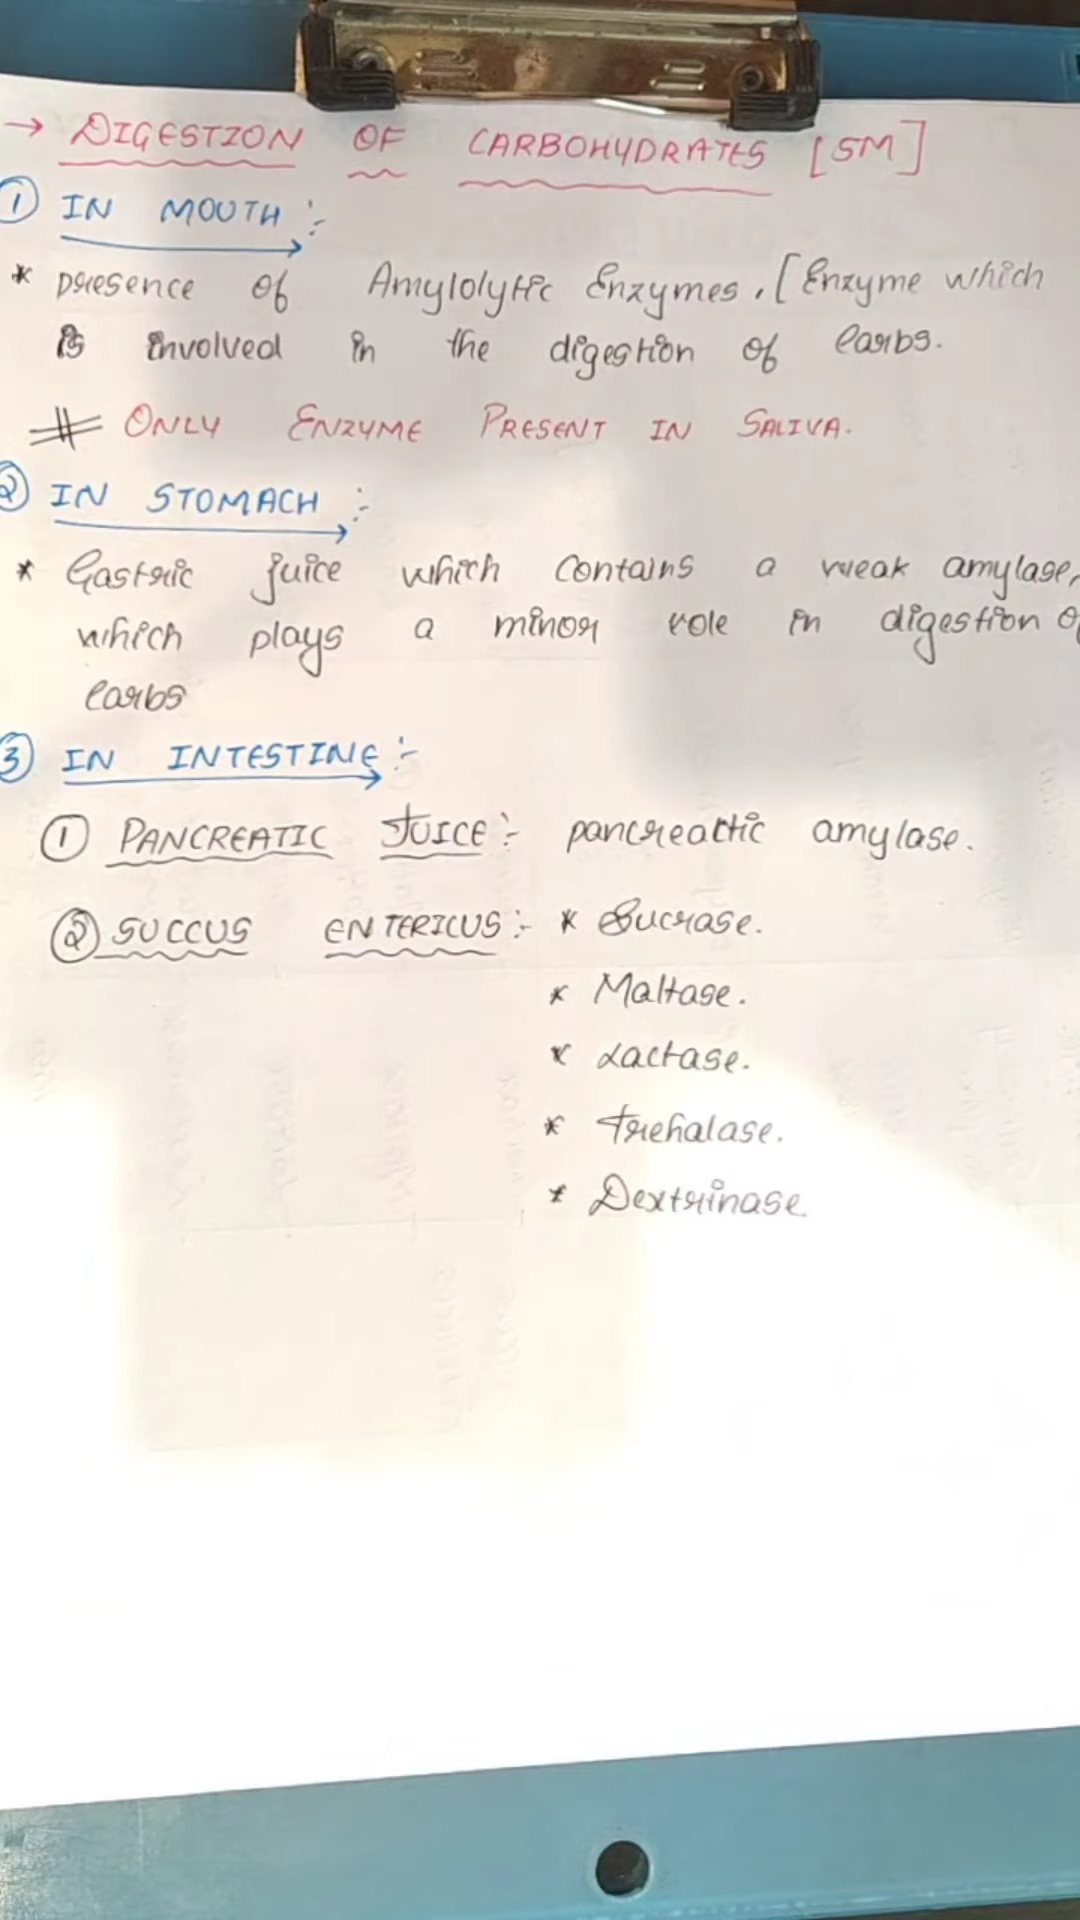 → DIGESTION OF CARBOHYDRATES [5M]
① IN MOUTH :-
* presence of Amylolytic Enzymes. [Enzyme which
is involved in the digestion of carbs.
# ONLY ENZYME PRESENT IN SALIVA.
② IN STOMACH :-
* Gastric juice which contains a weak amylase,
which plays a minor role in digestion of
carbs
③ IN INTESTINE :-
① PANCREATIC JUICE :- pancreactic amylase.
② SUCCUS ENTERICUS :- * Sucrase.
* Maltase.
* Lactase.
* Trehalase.
* Dextrinase